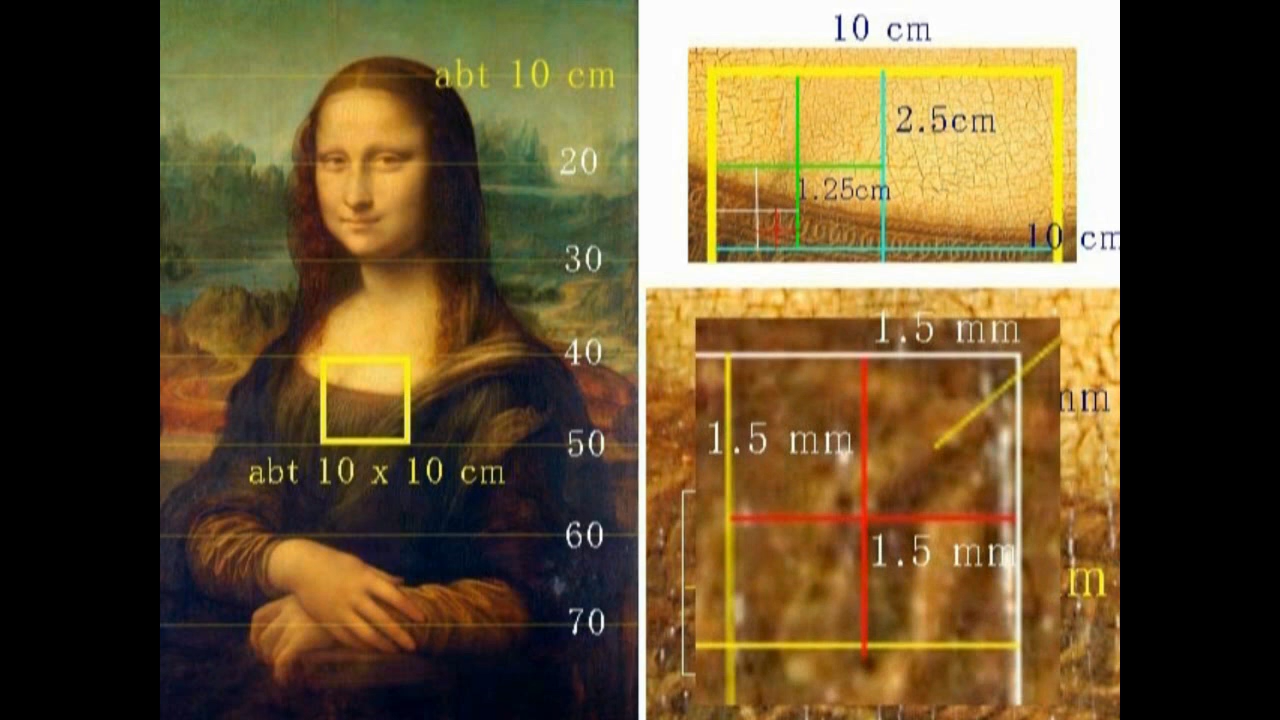 abt 10 cm
20
30
40
50
abt 10 x 10 cm
60
70
10 cm
2.5cm
1.25cm
10 cm
1.5 mm
1.5 mm
1.5 mm